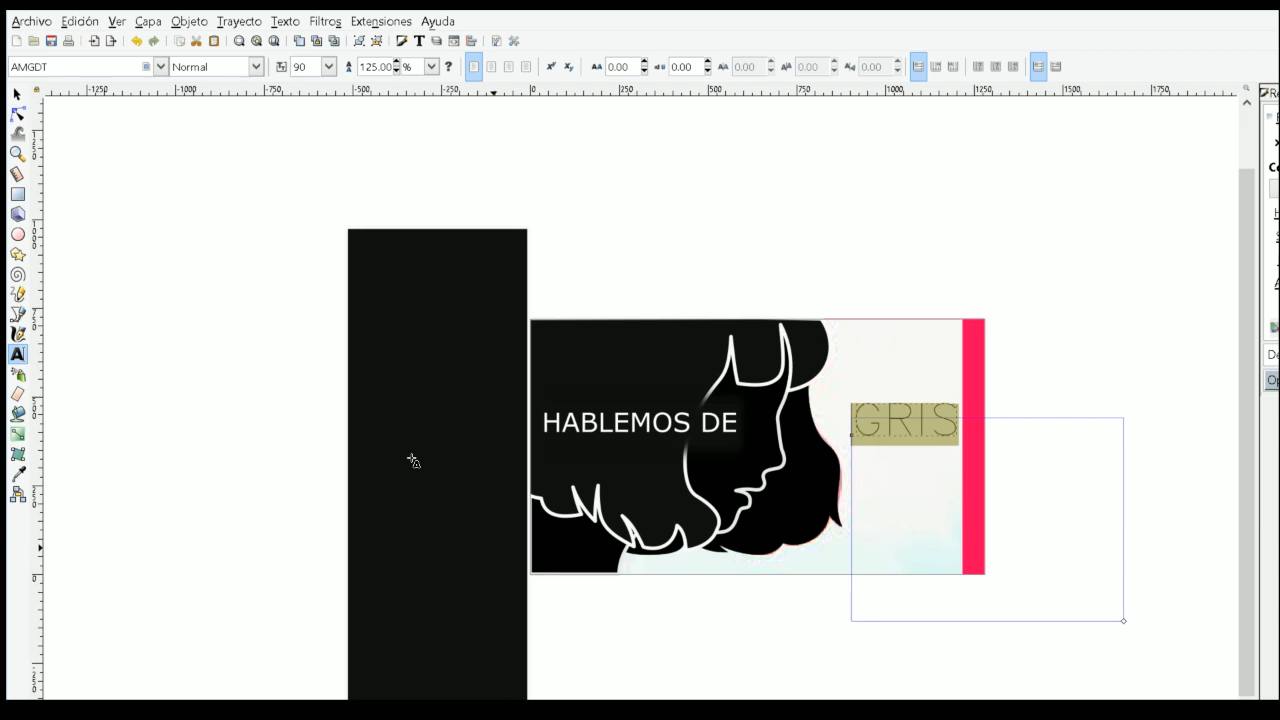 Archivo Edición Ver Capa Objeto Trayecto Texto Filtros Extensiones Ayuda
AMGDT Normal 90 125.00 % ? 0.00 0.00 0.00 0.00 0.00
-1250 -1000 -750 -500 -250 0 250 500 750 1000 1250 1500 1750
HABLEMOS DE
GRIS